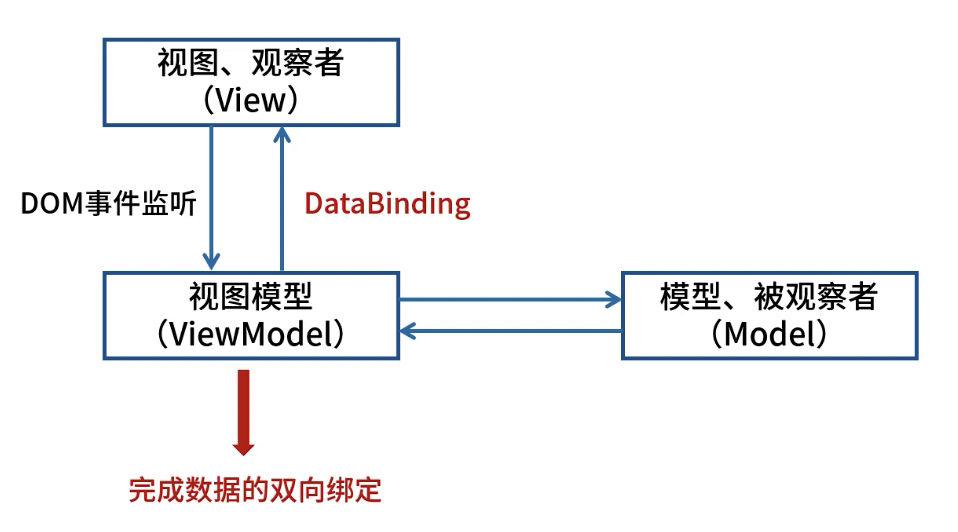 视图、观察者
（View）
DOM事件监听
DataBinding
视图模型
（ViewModel）
模型、被观察者
（Model）
完成数据的双向绑定